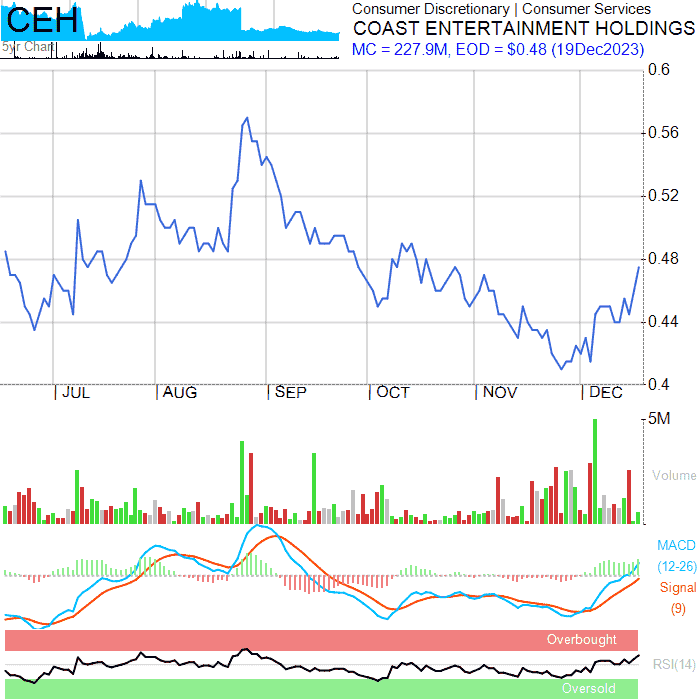 CEH
5yr Chart
Consumer Discretionary | Consumer Services
COAST ENTERTAINMENT HOLDINGS
MC = 227.9M, EOD = $0.48 (19Dec2023)
0.6
0.56
0.52
0.48
0.44
0.4
JUL AUG SEP OCT NOV DEC
5M
Volume
MACD
(12-26)
Signal
(9)
Overbought
RSI(14)
Oversold